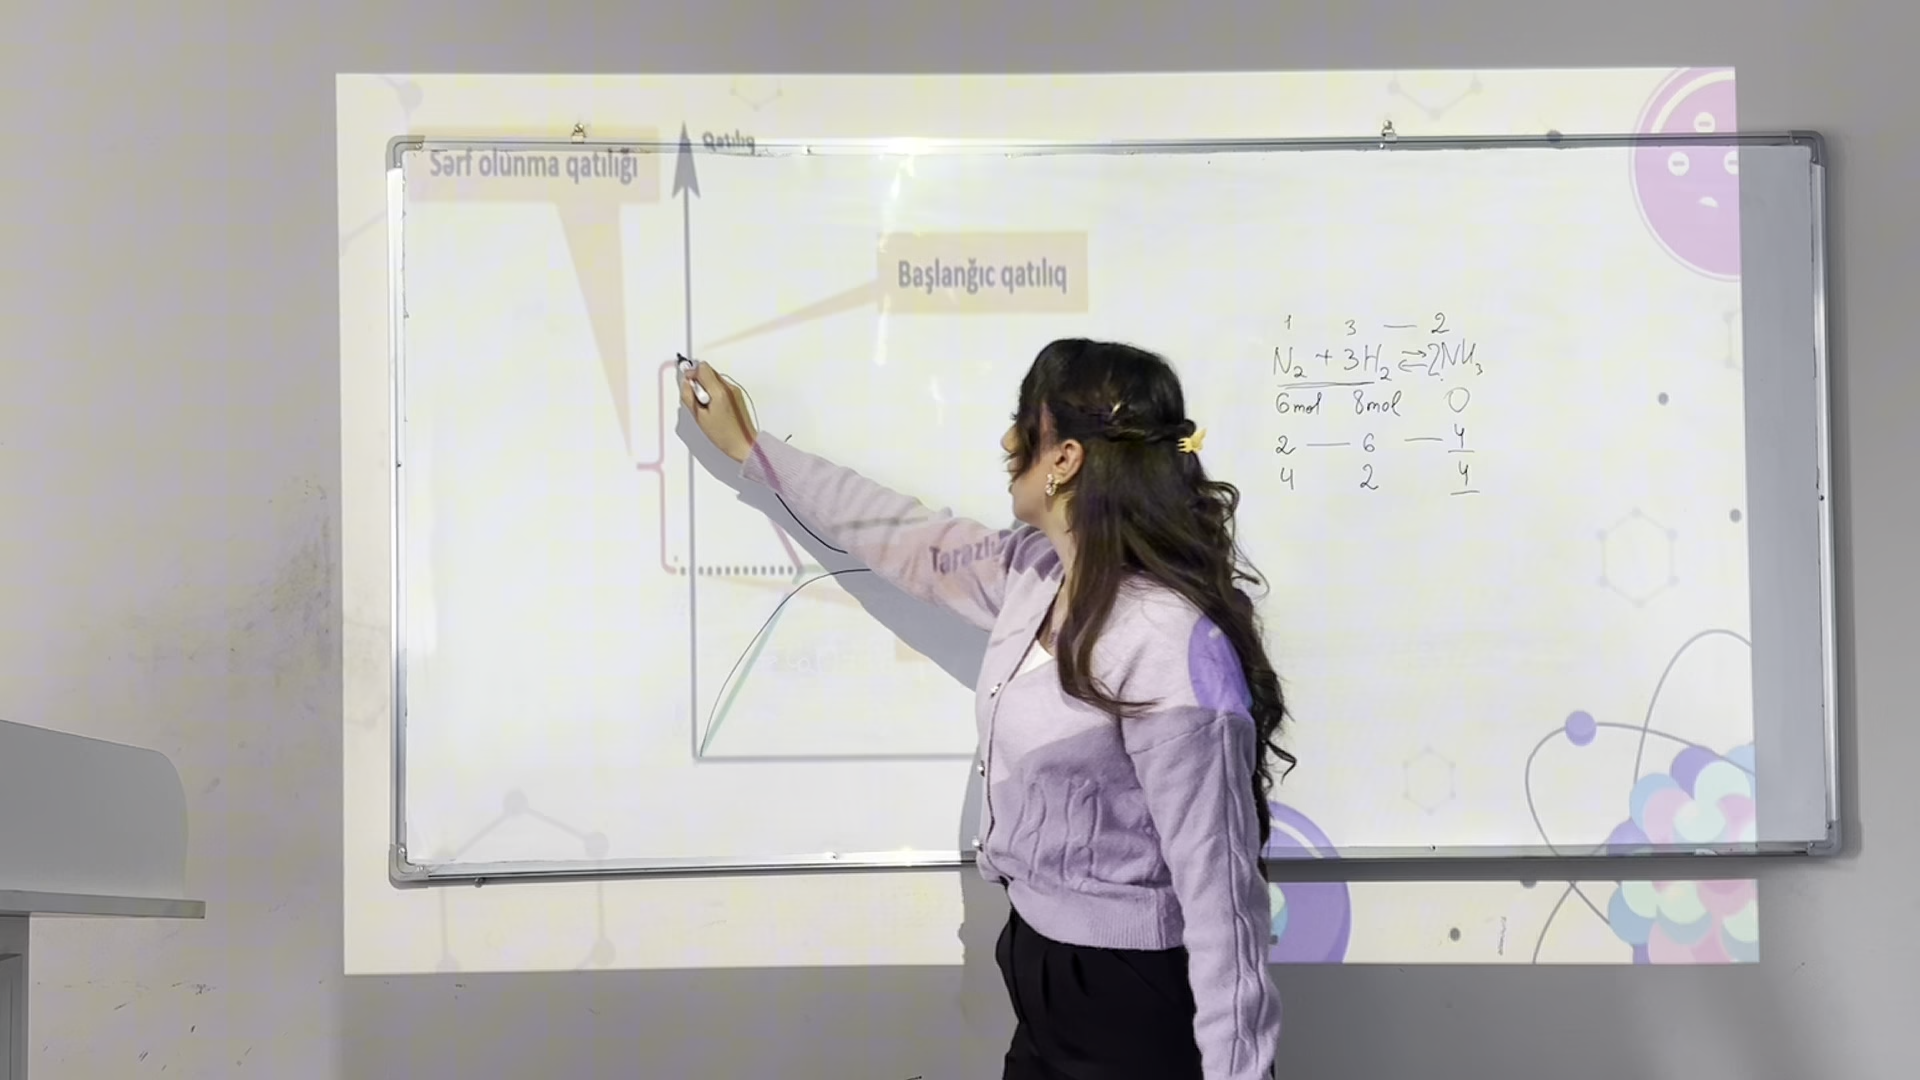 Qatılıq
Sərf olunma qatılığı
Başlanğıc qatılıq
1 3 — 2
N₂ + 3H₂ ⇄ 2NH₃
6mol 8mol 0
2 — 6 — 4
4 2 4